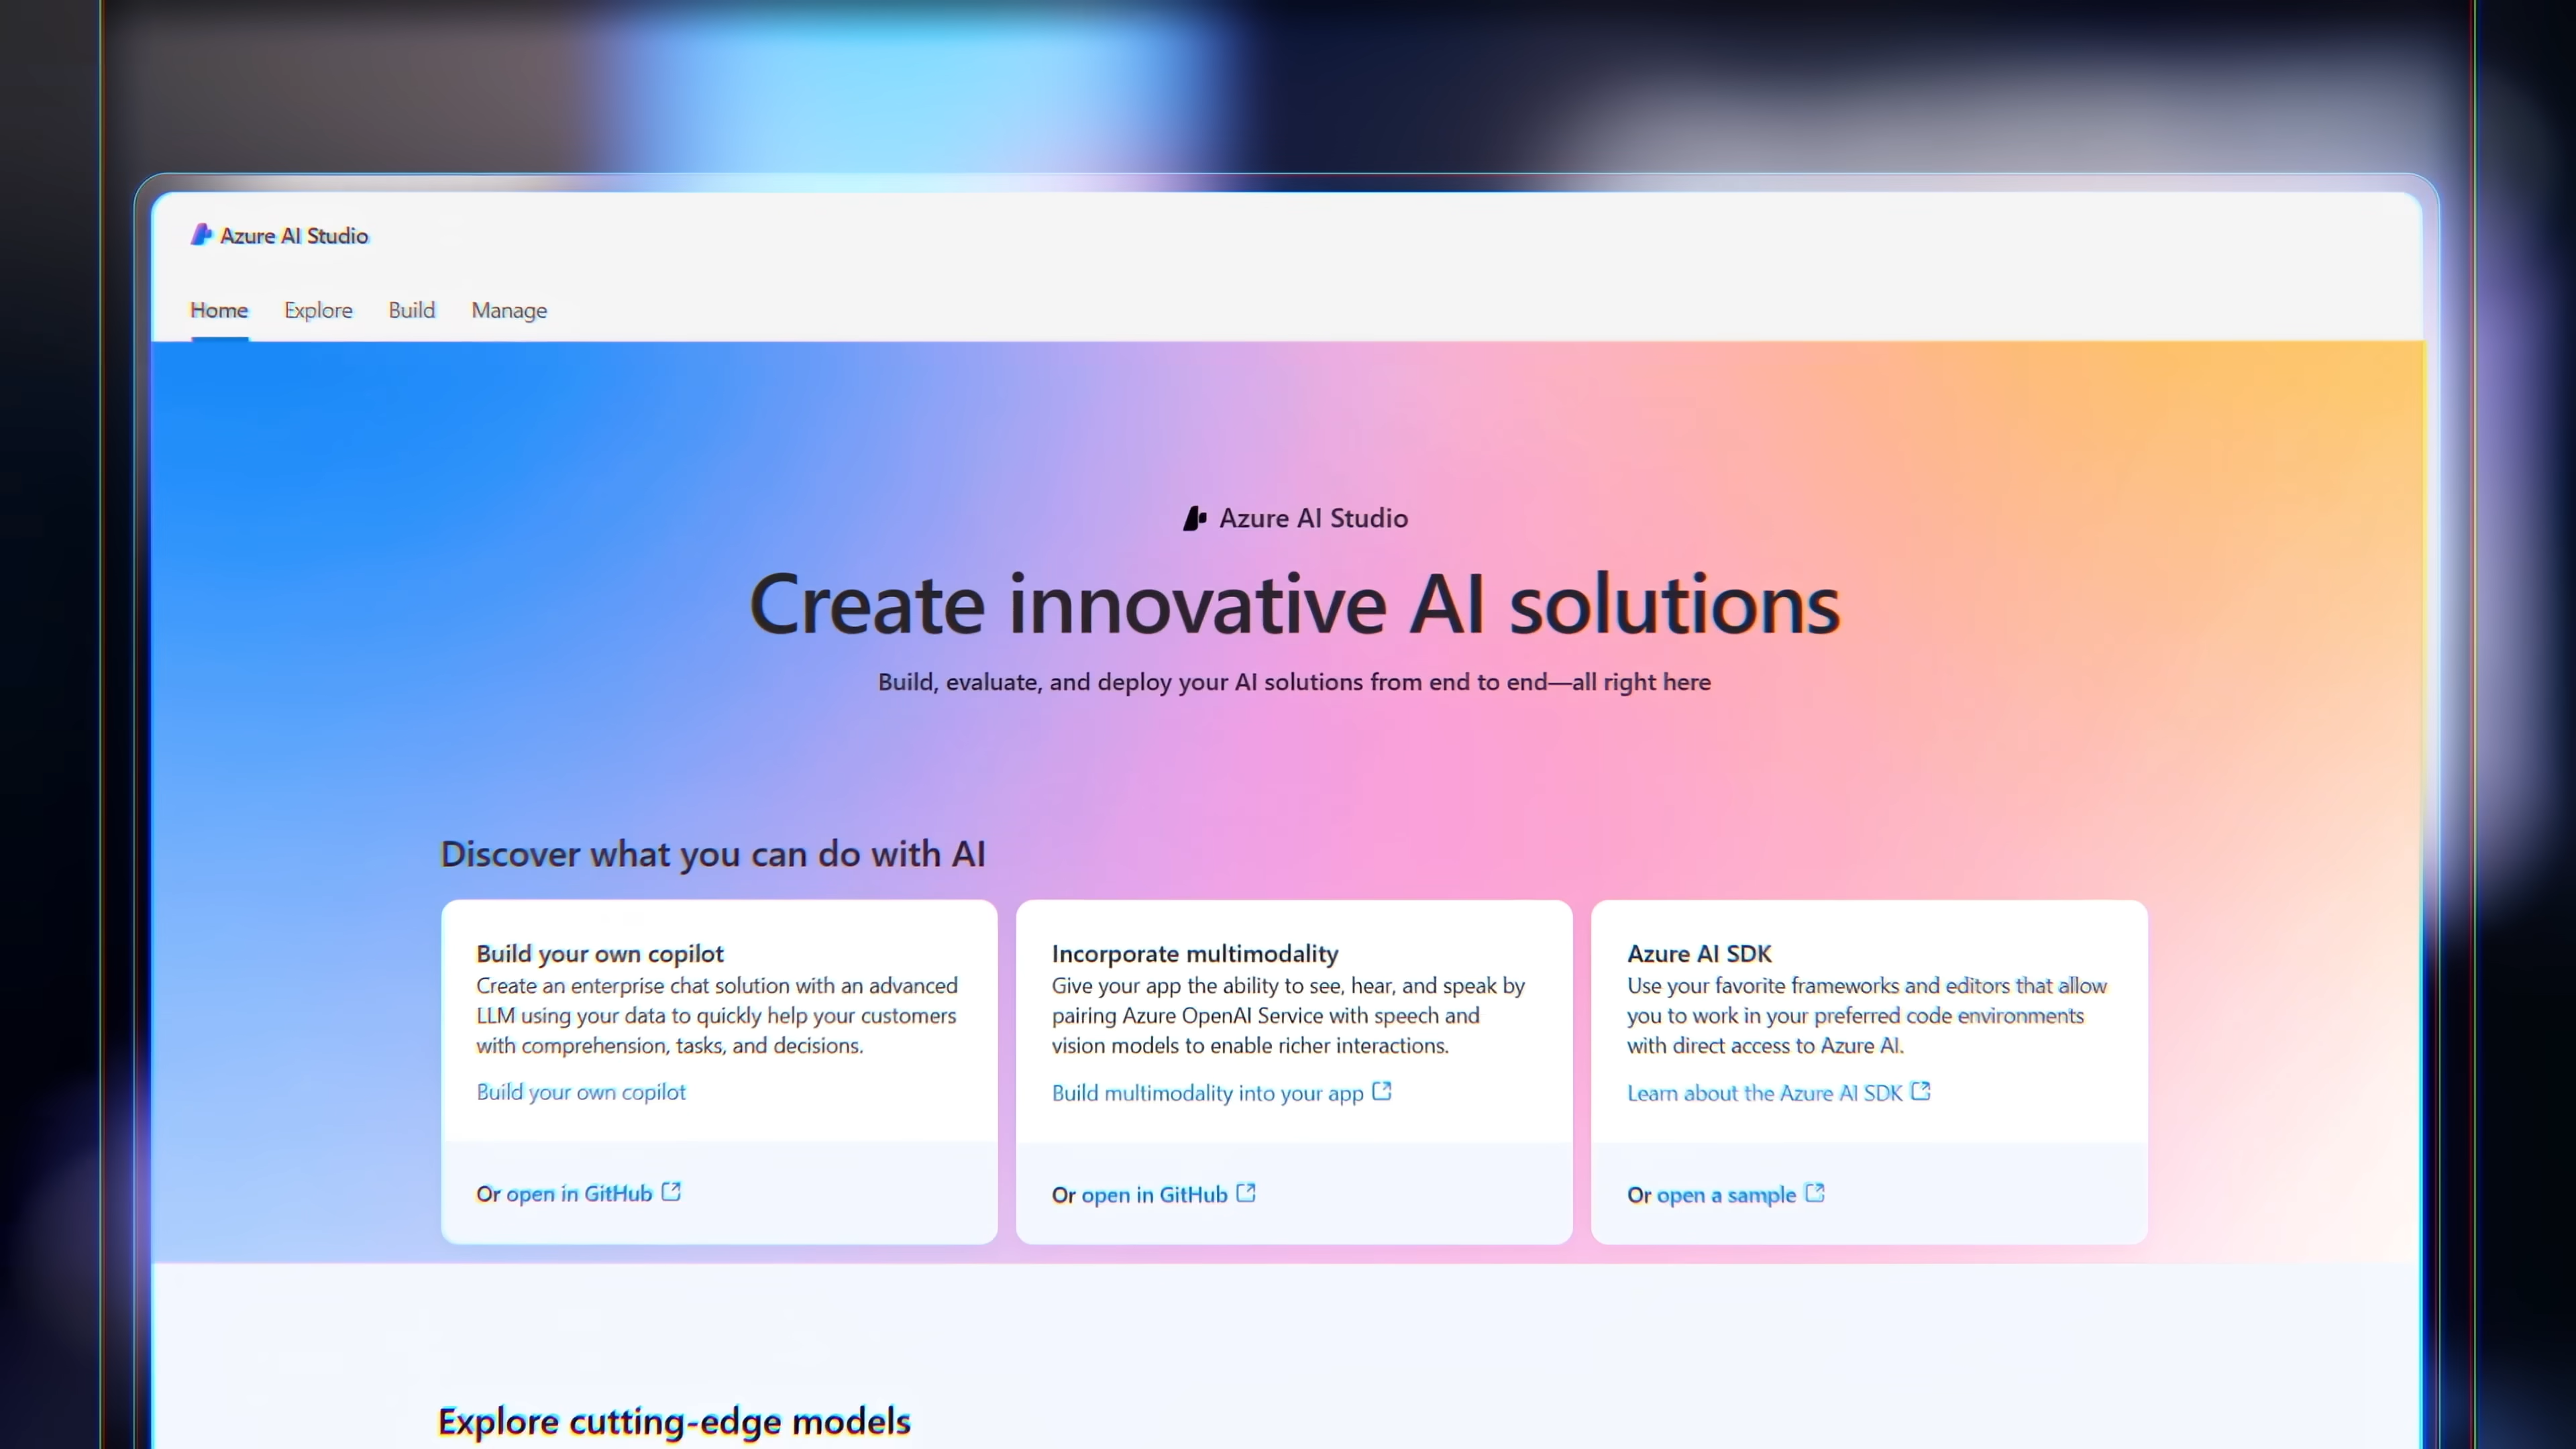 Azure AI Studio
Home Explore Build Manage
Azure AI Studio
Create innovative AI solutions
Build, evaluate, and deploy your AI solutions from end to end—all right here
Discover what you can do with AI
Build your own copilot
Create an enterprise chat solution with an advanced
LLM using your data to quickly help your customers
with comprehension, tasks, and decisions.
Build your own copilot
Or open in GitHub
Incorporate multimodality
Give your app the ability to see, hear, and speak by
pairing Azure OpenAI Service with speech and
vision models to enable richer interactions.
Build multimodality into your app
Or open in GitHub
Azure AI SDK
Use your favorite frameworks and editors that allow
you to work in your preferred code environments
with direct access to Azure AI.
Learn about the Azure AI SDK
Or open a sample
Explore cutting-edge models